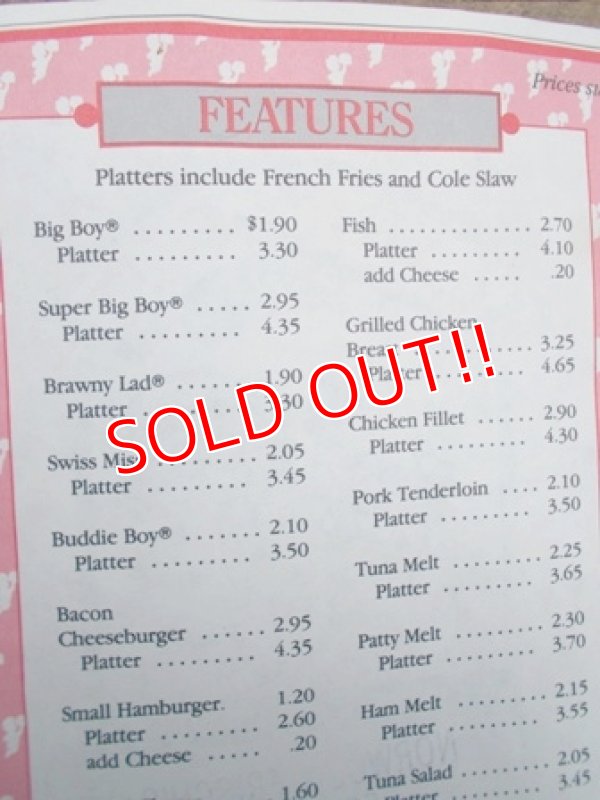 Prices
FEATURES
Platters include French Fries and Cole Slaw
Big Boy® ......... $1.90
Platter ......... 3.30
Super Big Boy® ..... 2.95
Platter ......... 4.35
Brawny Lad® ...... 1.90
Platter ......... 3.30
Swiss Miss ......... 2.05
Platter ......... 3.45
Buddie Boy® ....... 2.10
Platter ......... 3.50
Bacon
Cheeseburger ...... 2.95
Platter ......... 4.35
Small Hamburger. 1.20
Platter ......... 2.60
add Cheese ..... .20
1.60
Fish .............. 2.70
Platter ......... 4.10
add Cheese ..... .20
Grilled Chicken
Breast ........... 3.25
Platter ......... 4.65
Chicken Fillet ...... 2.90
Platter ......... 4.30
Pork Tenderloin .... 2.10
Platter ......... 3.50
Tuna Melt ......... 2.25
Platter ......... 3.65
Patty Melt ......... 2.30
Platter ......... 3.70
Ham Melt ......... 2.15
Platter ......... 3.55
Tuna Salad ......... 2.05
Platter ......... 3.45
SOLD OUT!!